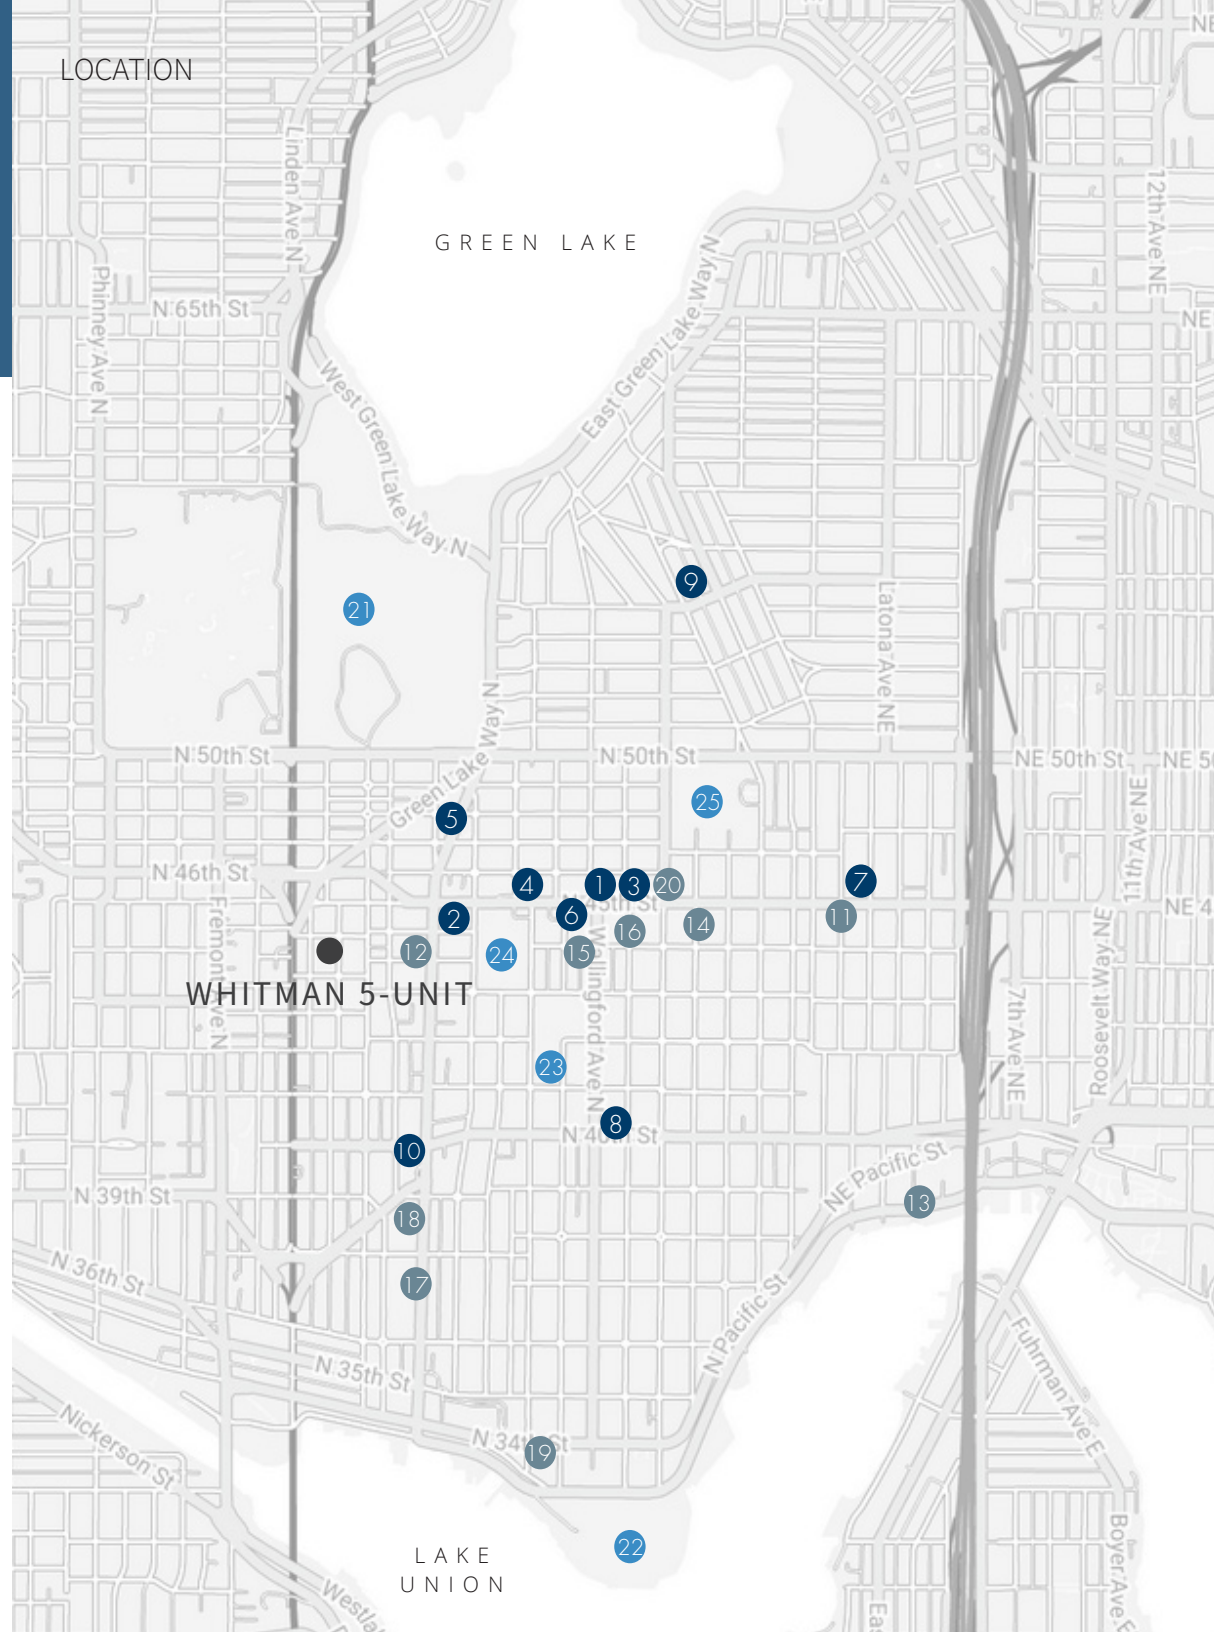 LOCATION
NE
Linden Ave N
12th Ave NE
GREEN LAKE
Phinney Ave N
N 65th St
East Green Lake Way N
NE
West Green Lake Way N
9
21
Latona Ave NE
N 50th St
N 50th St
NE 50th St
Green Lake Way N
25
5
11th Ave NE
N 46th St
4
1
3
20
7
N 45th St
NE 4
2
6
16
14
11
Fremont Ave N
12
24
15
WHITMAN 5-UNIT
Wallingford Ave N
7th Ave NE
Roosevelt Way NE
23
8
N 40th St
10
NE Pacific St
N 39th St
13
18
N 36th St
17
N Pacific St
N 35th St
Fuhrman Ave E
Nickerson St
N 34th St
19
22
LAKE
UNION
Boyer Ave E